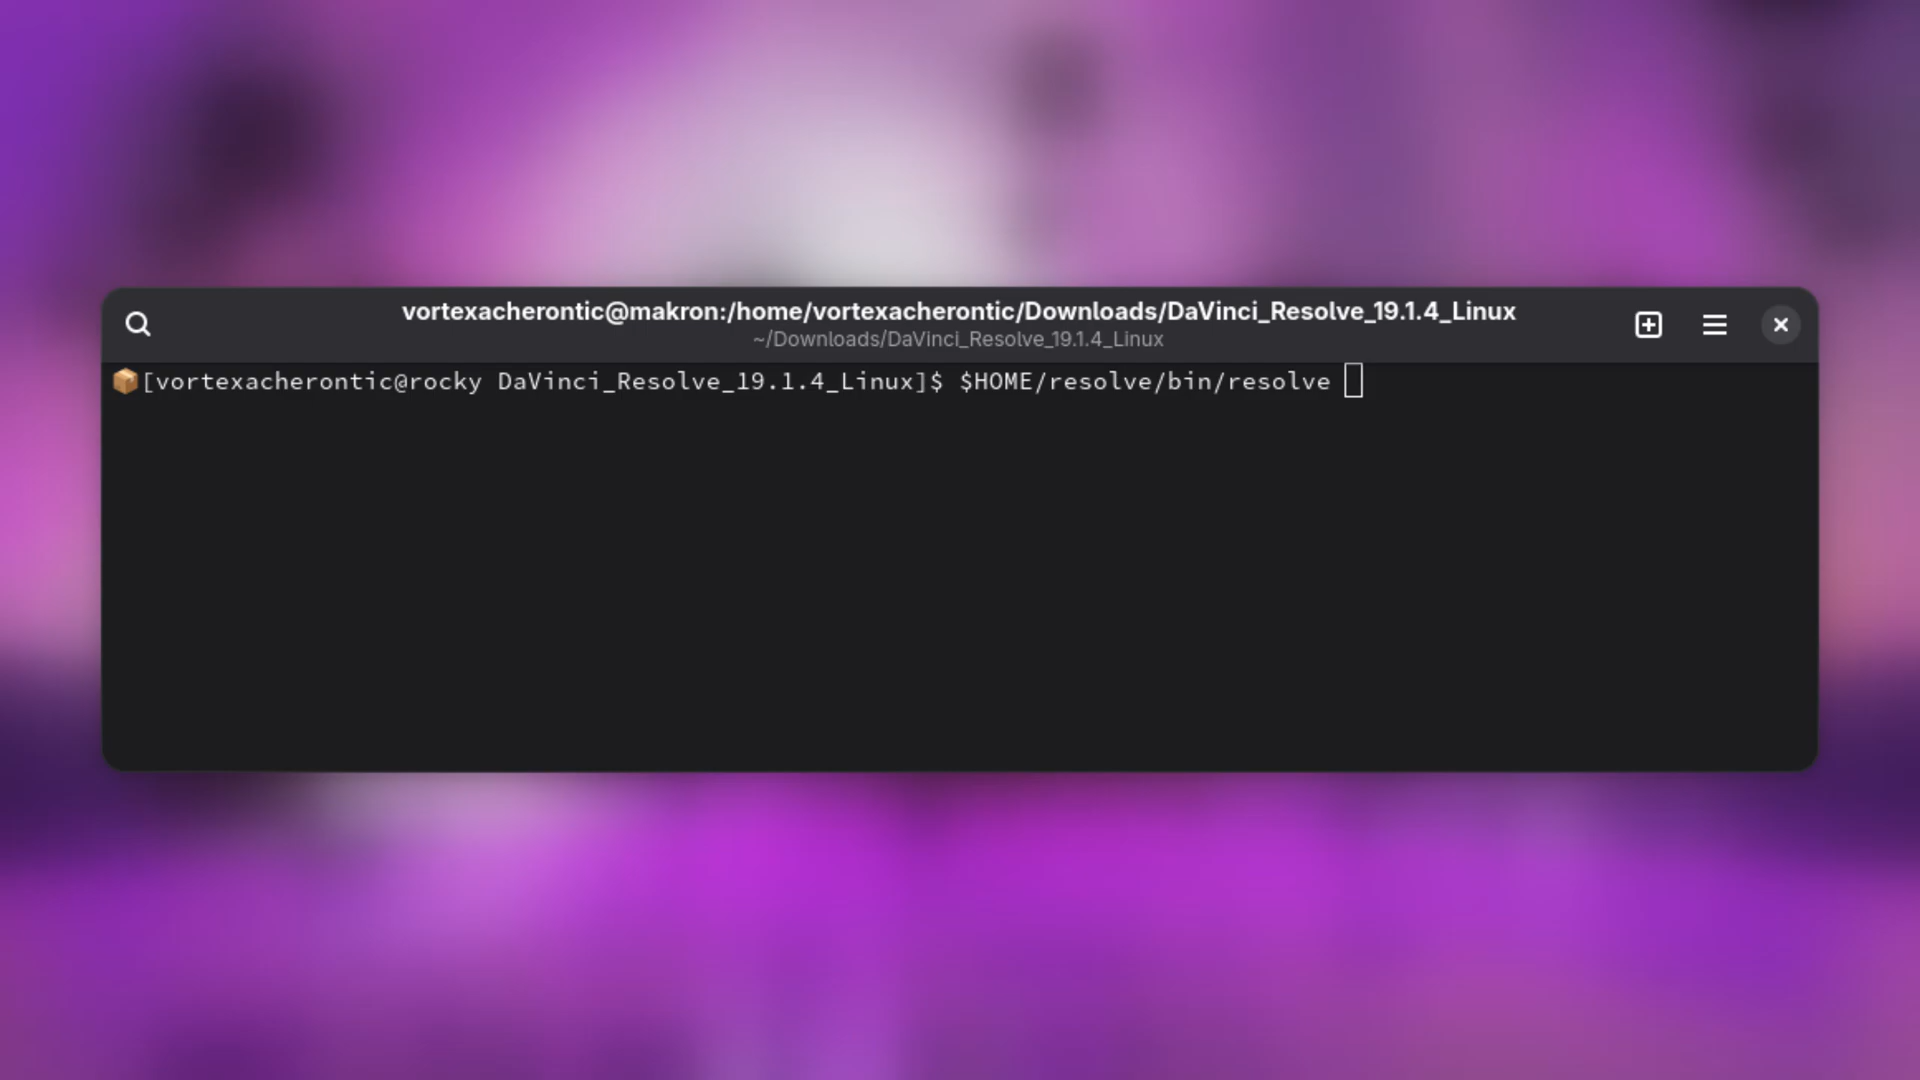 vortexacherontic@makron:/home/vortexacherontic/Downloads/DaVinci_Resolve_19.1.4_Linux
~/Downloads/DaVinci_Resolve_19.1.4_Linux
📦[vortexacherontic@rocky DaVinci_Resolve_19.1.4_Linux]$ $HOME/resolve/bin/resolve